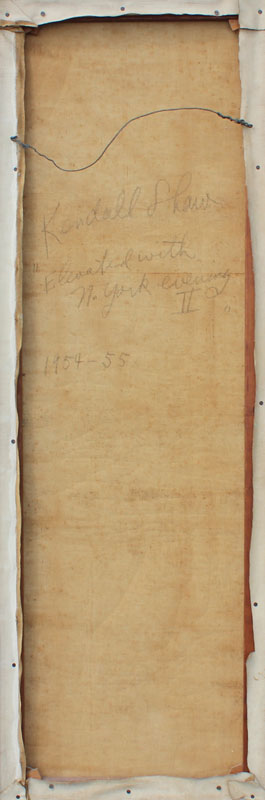 Kendall Shaw
"Elevated with
N. York evening
II"
1954-55